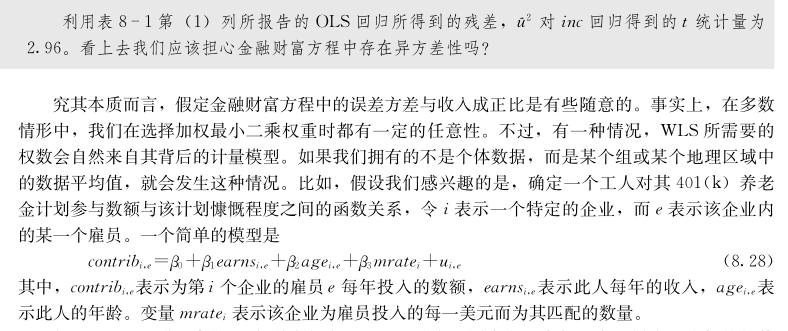 利用表 8-1 第（1）列所报告的 OLS 回归所得到的残差，û² 对 inc 回归得到的 t 统计量为
2.96。看上去我们应该担心金融财富方程中存在异方差性吗？
究其本质而言，假定金融财富方程中的误差方差与收入成正比是有些随意的。事实上，在多数
情形中，我们在选择加权最小二乘权重时都有一定的任意性。不过，有一种情况，WLS 所需要的
权数会自然来自其背后的计量模型。如果我们拥有的不是个体数据，而是某个组或某个地理区域中
的数据平均值，就会发生这种情况。比如，假设我们感兴趣的是，确定一个工人对其 401(k) 养老
金计划参与数额与该计划慷慨程度之间的函数关系，令 i 表示一个特定的企业，而 e 表示该企业内
的某一个雇员。一个简单的模型是
contribᵢ,ₑ=β₀+β₁earnsᵢ,ₑ+β₂ageᵢ,ₑ+β₃mrateᵢ+uᵢ,ₑ (8.28)
其中，contribᵢ,ₑ表示为第 i 个企业的雇员 e 每年投入的数额，earnsᵢ,ₑ表示此人每年的收入，ageᵢ,ₑ表
示此人的年龄。变量 mrateᵢ 表示该企业为雇员投入的每一美元而为其匹配的数量。